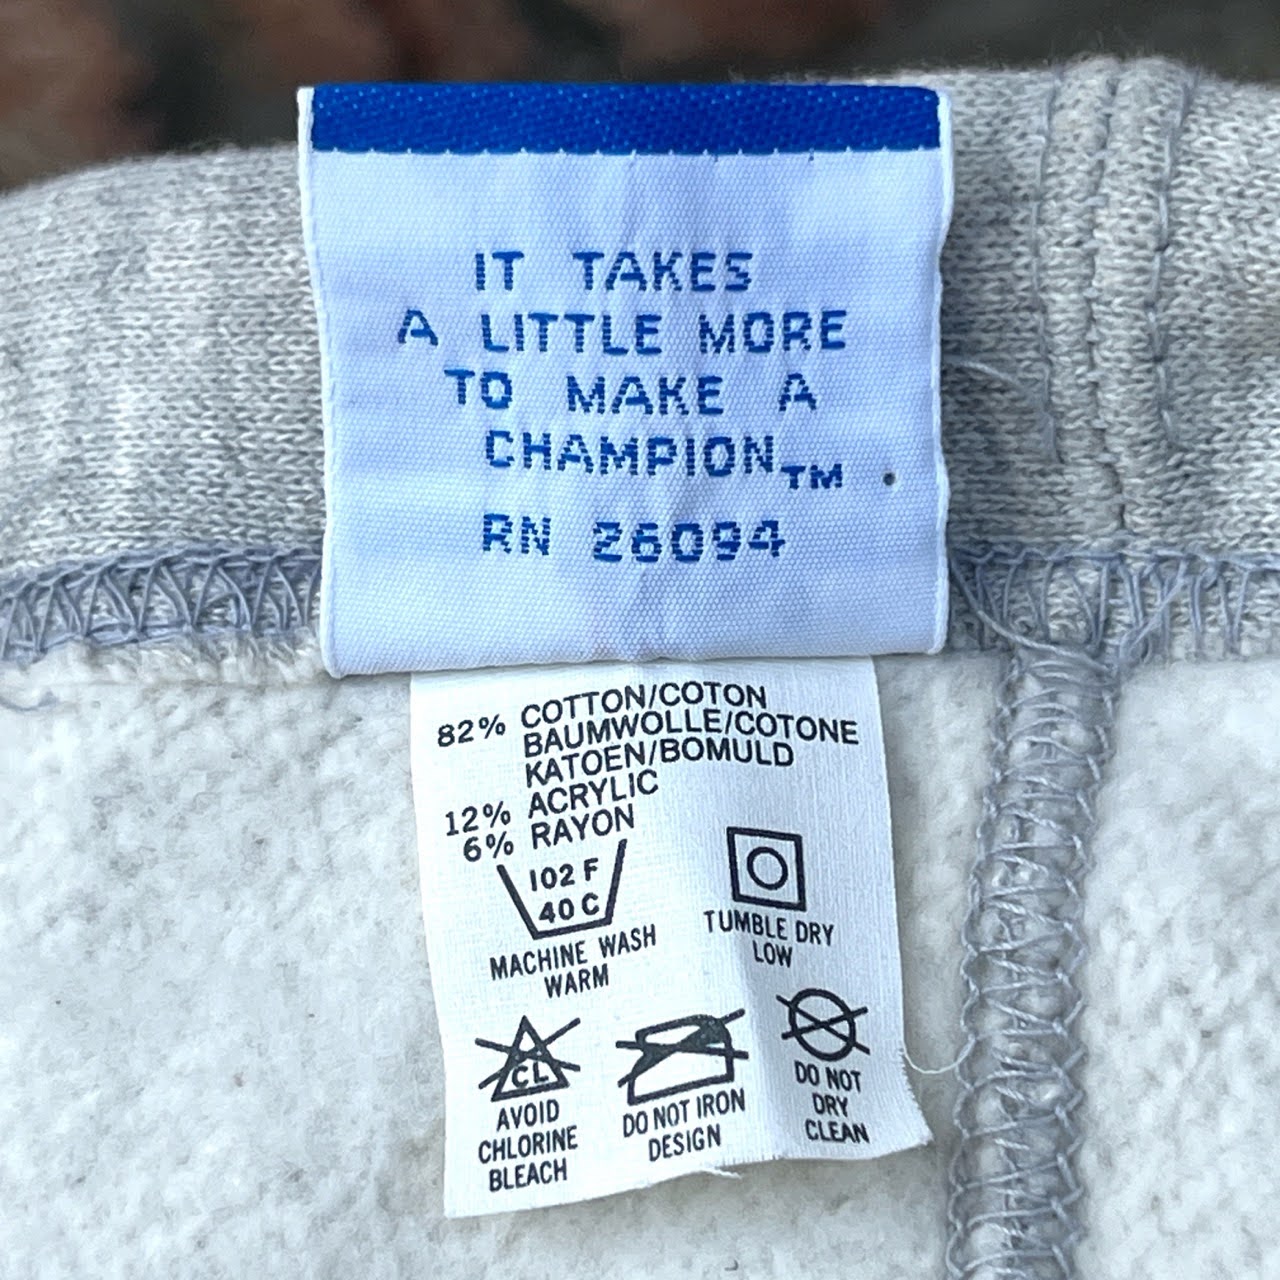 IT TAKES
A LITTLE MORE
TO MAKE A
CHAMPION™
RN 26094
82% COTTON/COTON
BAUMWOLLE/COTONE
KATOEN/BOMULD
12% ACRYLIC
6% RAYON
102 F
40 C
MACHINE WASH
WARM
TUMBLE DRY
LOW
CL
AVOID
CHLORINE
BLEACH
DO NOT IRON
DESIGN
DO NOT
DRY
CLEAN